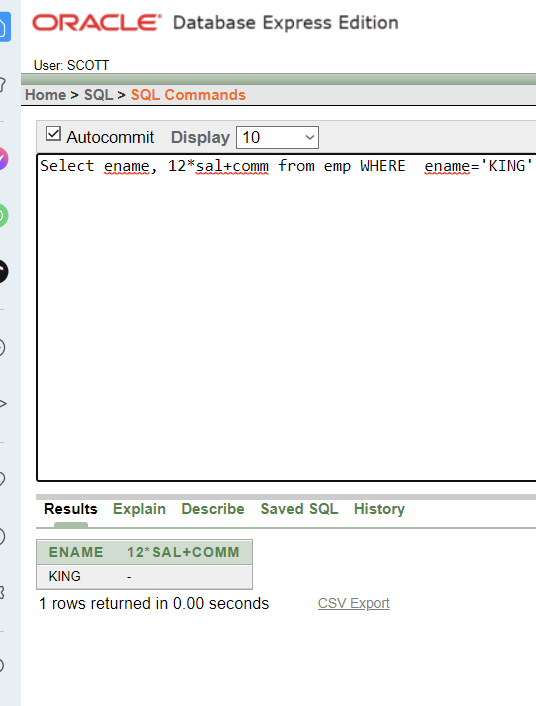 ORACLE Database Express Edition
User: SCOTT
Home > SQL > SQL Commands
Autocommit Display 10
Select ename, 12*sal+comm from emp WHERE  ename='KING'
Results Explain Describe Saved SQL History
ENAME 12*SAL+COMM
KING -
1 rows returned in 0.00 seconds CSV Export